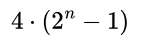 4 · (2ⁿ − 1)